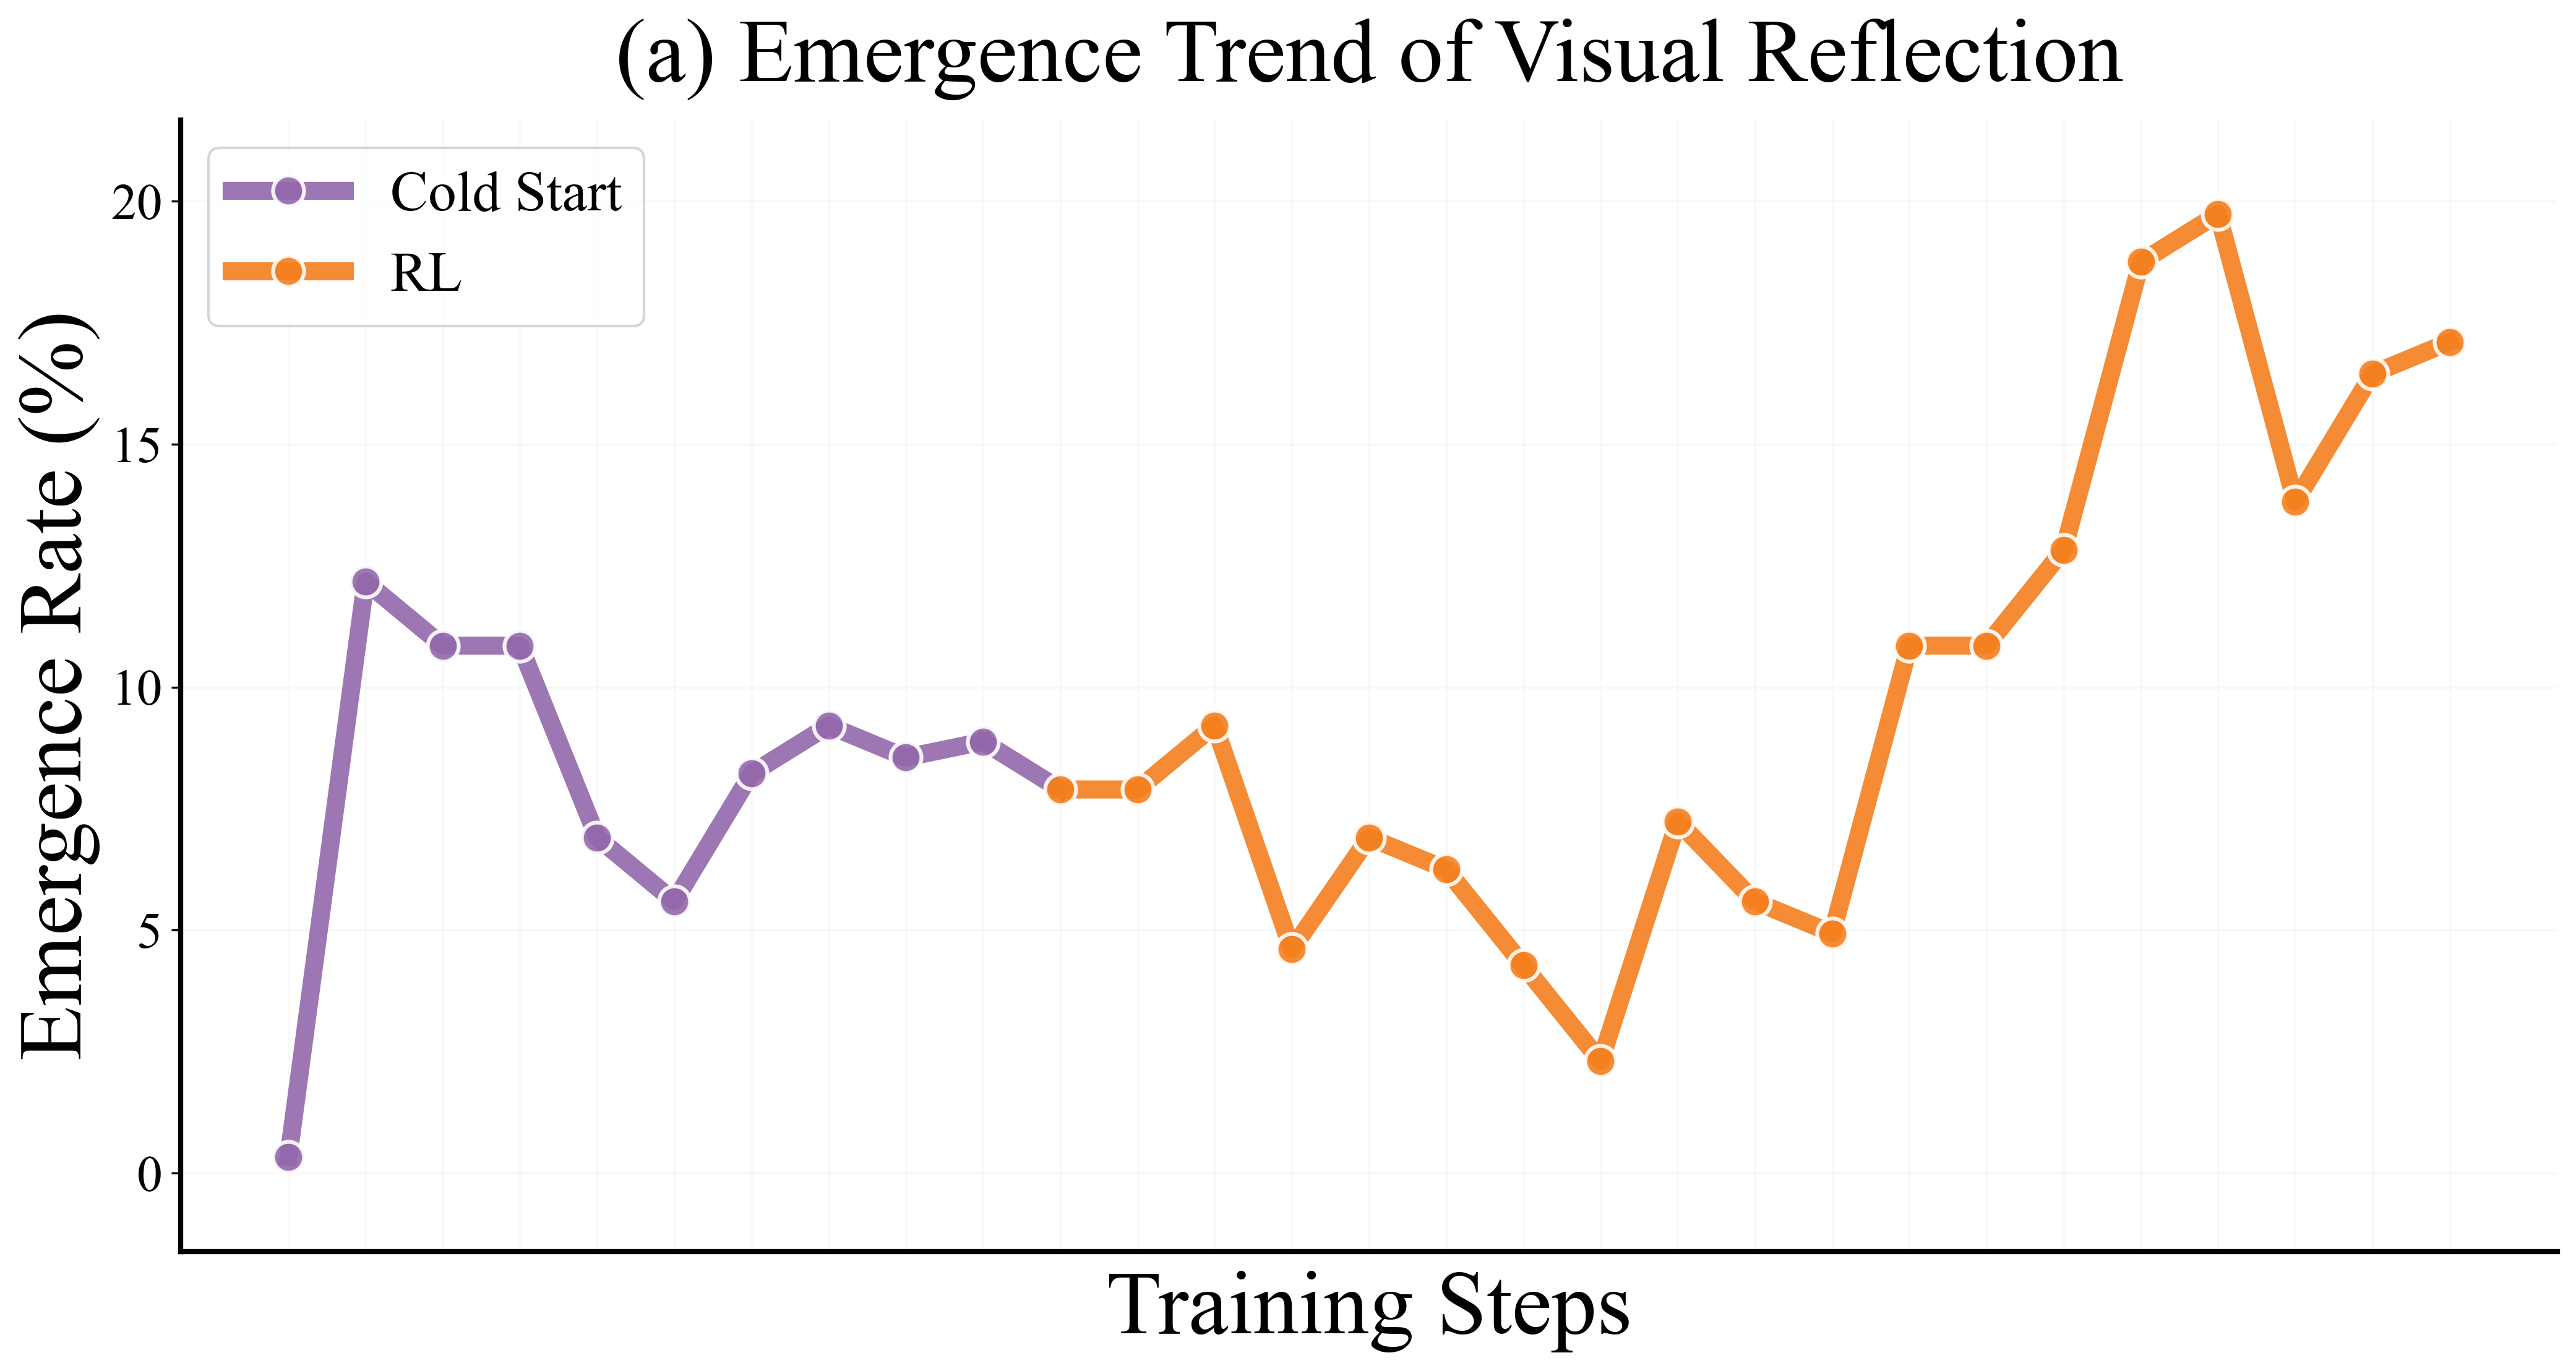 (a) Emergence Trend of Visual Reflection
Cold Start
RL
Emergence Rate (%)
20
15
10
5
0
Training Steps